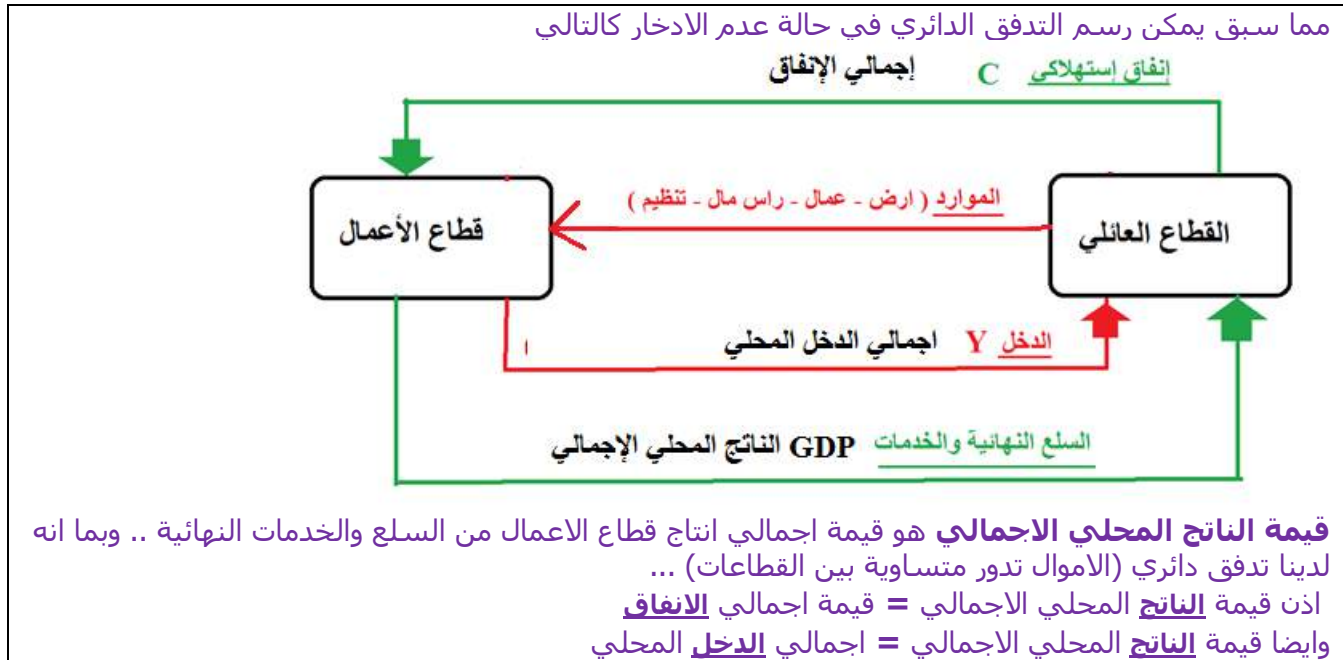 مما سبق يمكن رسم التدفق الدائري في حالة عدم الادخار كالتالي
إنفاق إستهلاكي C إجمالي الإنفاق
الموارد ( ارض - عمال - راس مال - تنظيم )
القطاع العائلي
قطاع الأعمال
الدخل Y اجمالي الدخل المحلي
ا
السلع النهائية والخدمات GDP الناتج المحلي الإجمالي
قيمة الناتج المحلي الاجمالي هو قيمة اجمالي انتاج قطاع الاعمال من السلع والخدمات النهائية .. وبما انه
لدينا تدفق دائري (الاموال تدور متساوية بين القطاعات) ...
اذن قيمة الناتج المحلي الاجمالي = قيمة اجمالي الانفاق
وايضا قيمة الناتج المحلي الاجمالي = اجمالي الدخل المحلي